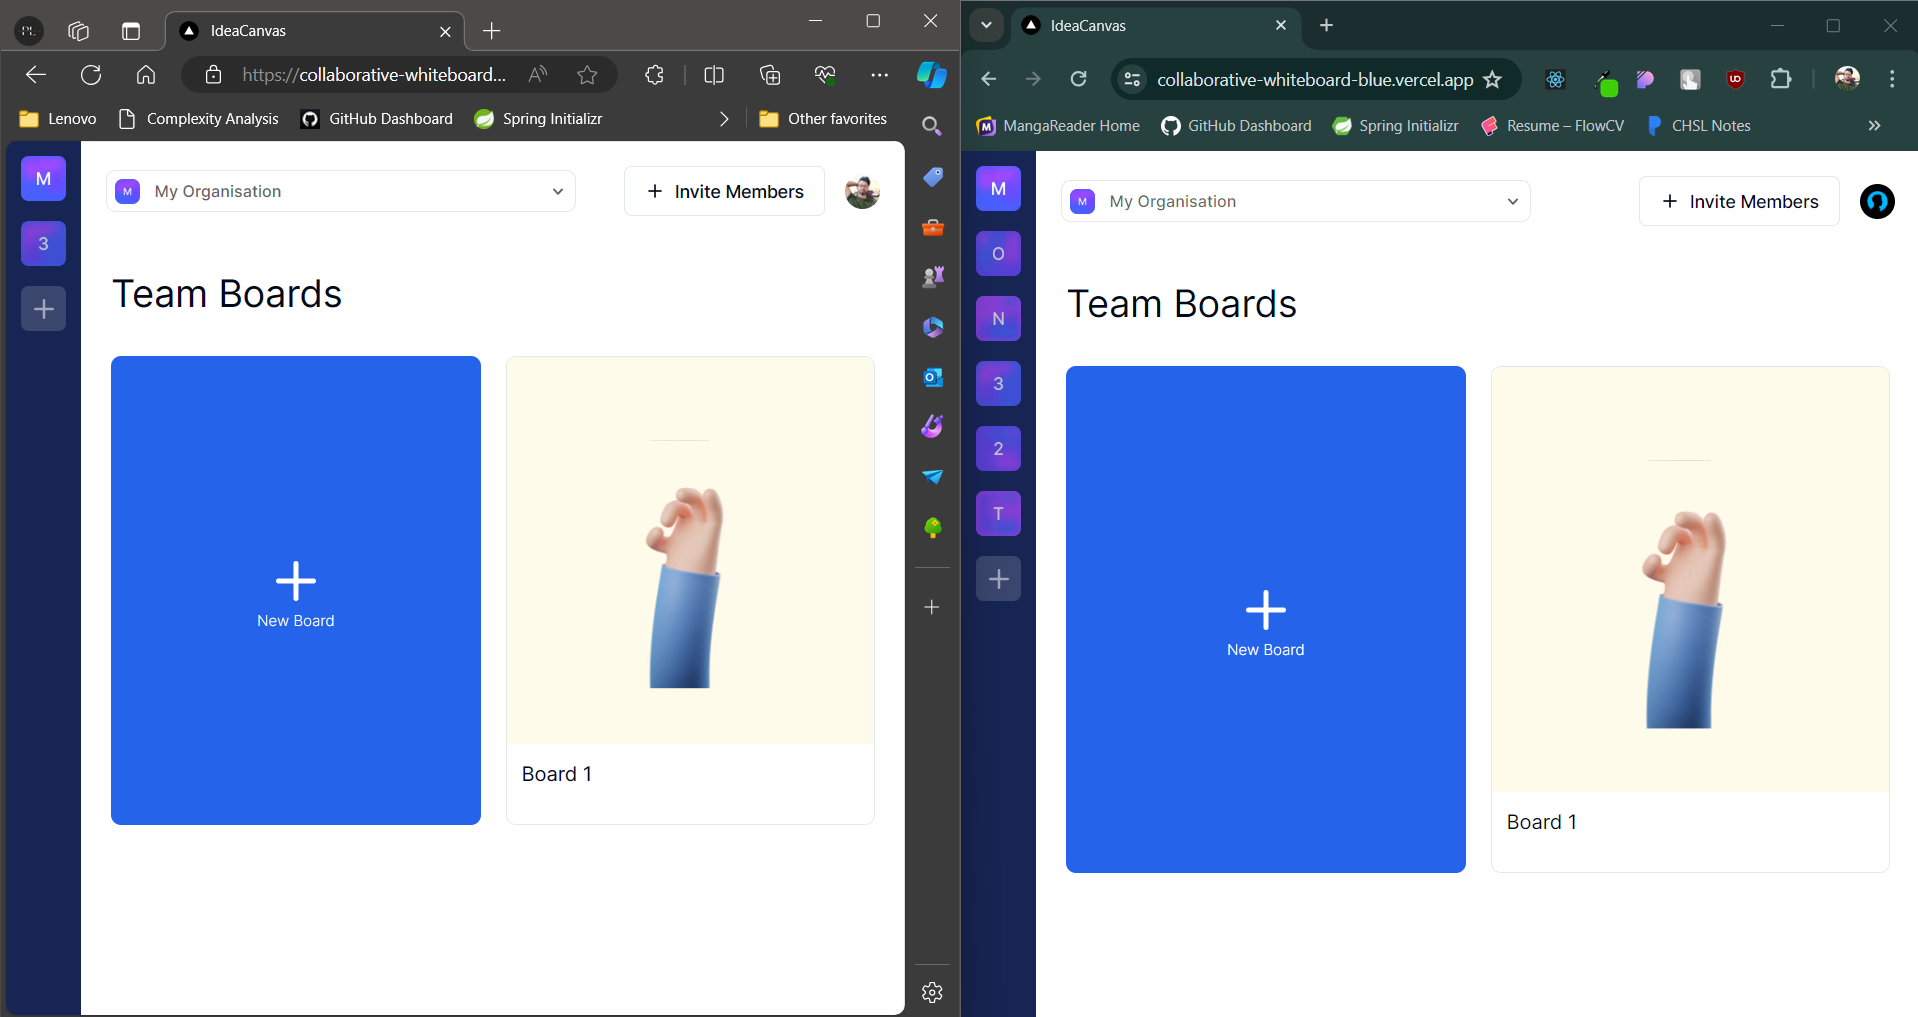 IdeaCanvas
https://collaborative-whiteboard...
Lenovo
Complexity Analysis
GitHub Dashboard
Spring Initializr
Other favorites
M
3
M
My Organisation
Invite Members
Team Boards
New Board
Board 1
IdeaCanvas
collaborative-whiteboard-blue.vercel.app
MangaReader Home
GitHub Dashboard
Spring Initializr
Resume – FlowCV
CHSL Notes
M
O
N
3
2
T
M
My Organisation
Invite Members
Team Boards
New Board
Board 1